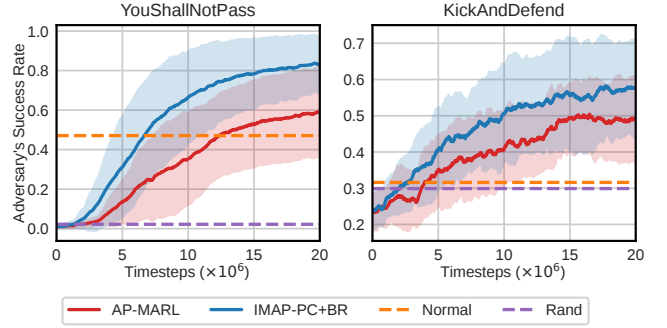 YouShallNotPass
KickAndDefend
Adversary's Success Rate
1.0
0.8
0.6
0.4
0.2
0.0
0
5
10
15
20
Timesteps (×10⁶)
0.7
0.6
0.5
0.4
0.3
0.2
0
5
10
15
20
Timesteps (×10⁶)
AP-MARL
IMAP-PC+BR
Normal
Rand